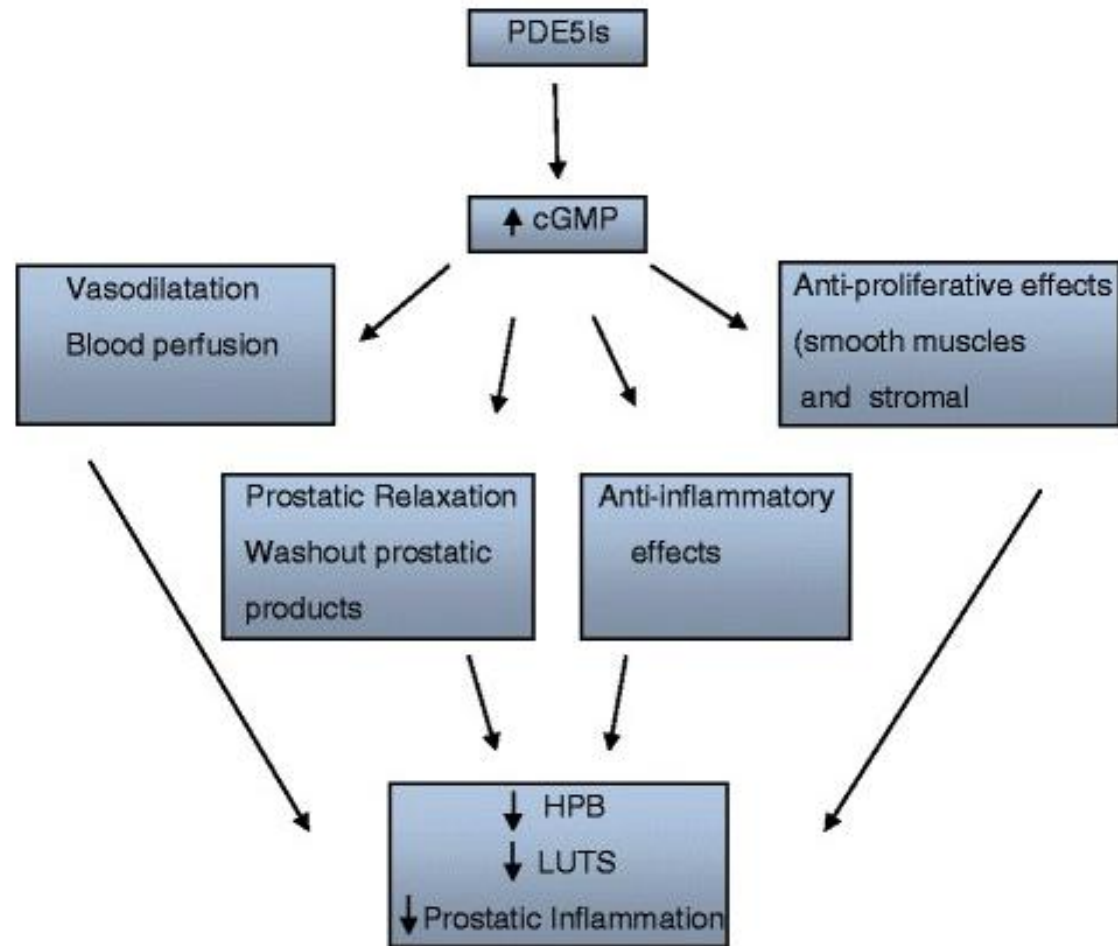 PDE5Is
↑ cGMP
Vasodilatation
Blood perfusion
Anti-proliferative effects
(smooth muscles
and stromal
Prostatic Relaxation
Washout prostatic
products
Anti-inflammatory
effects
↓ HPB
↓ LUTS
↓ Prostatic Inflammation